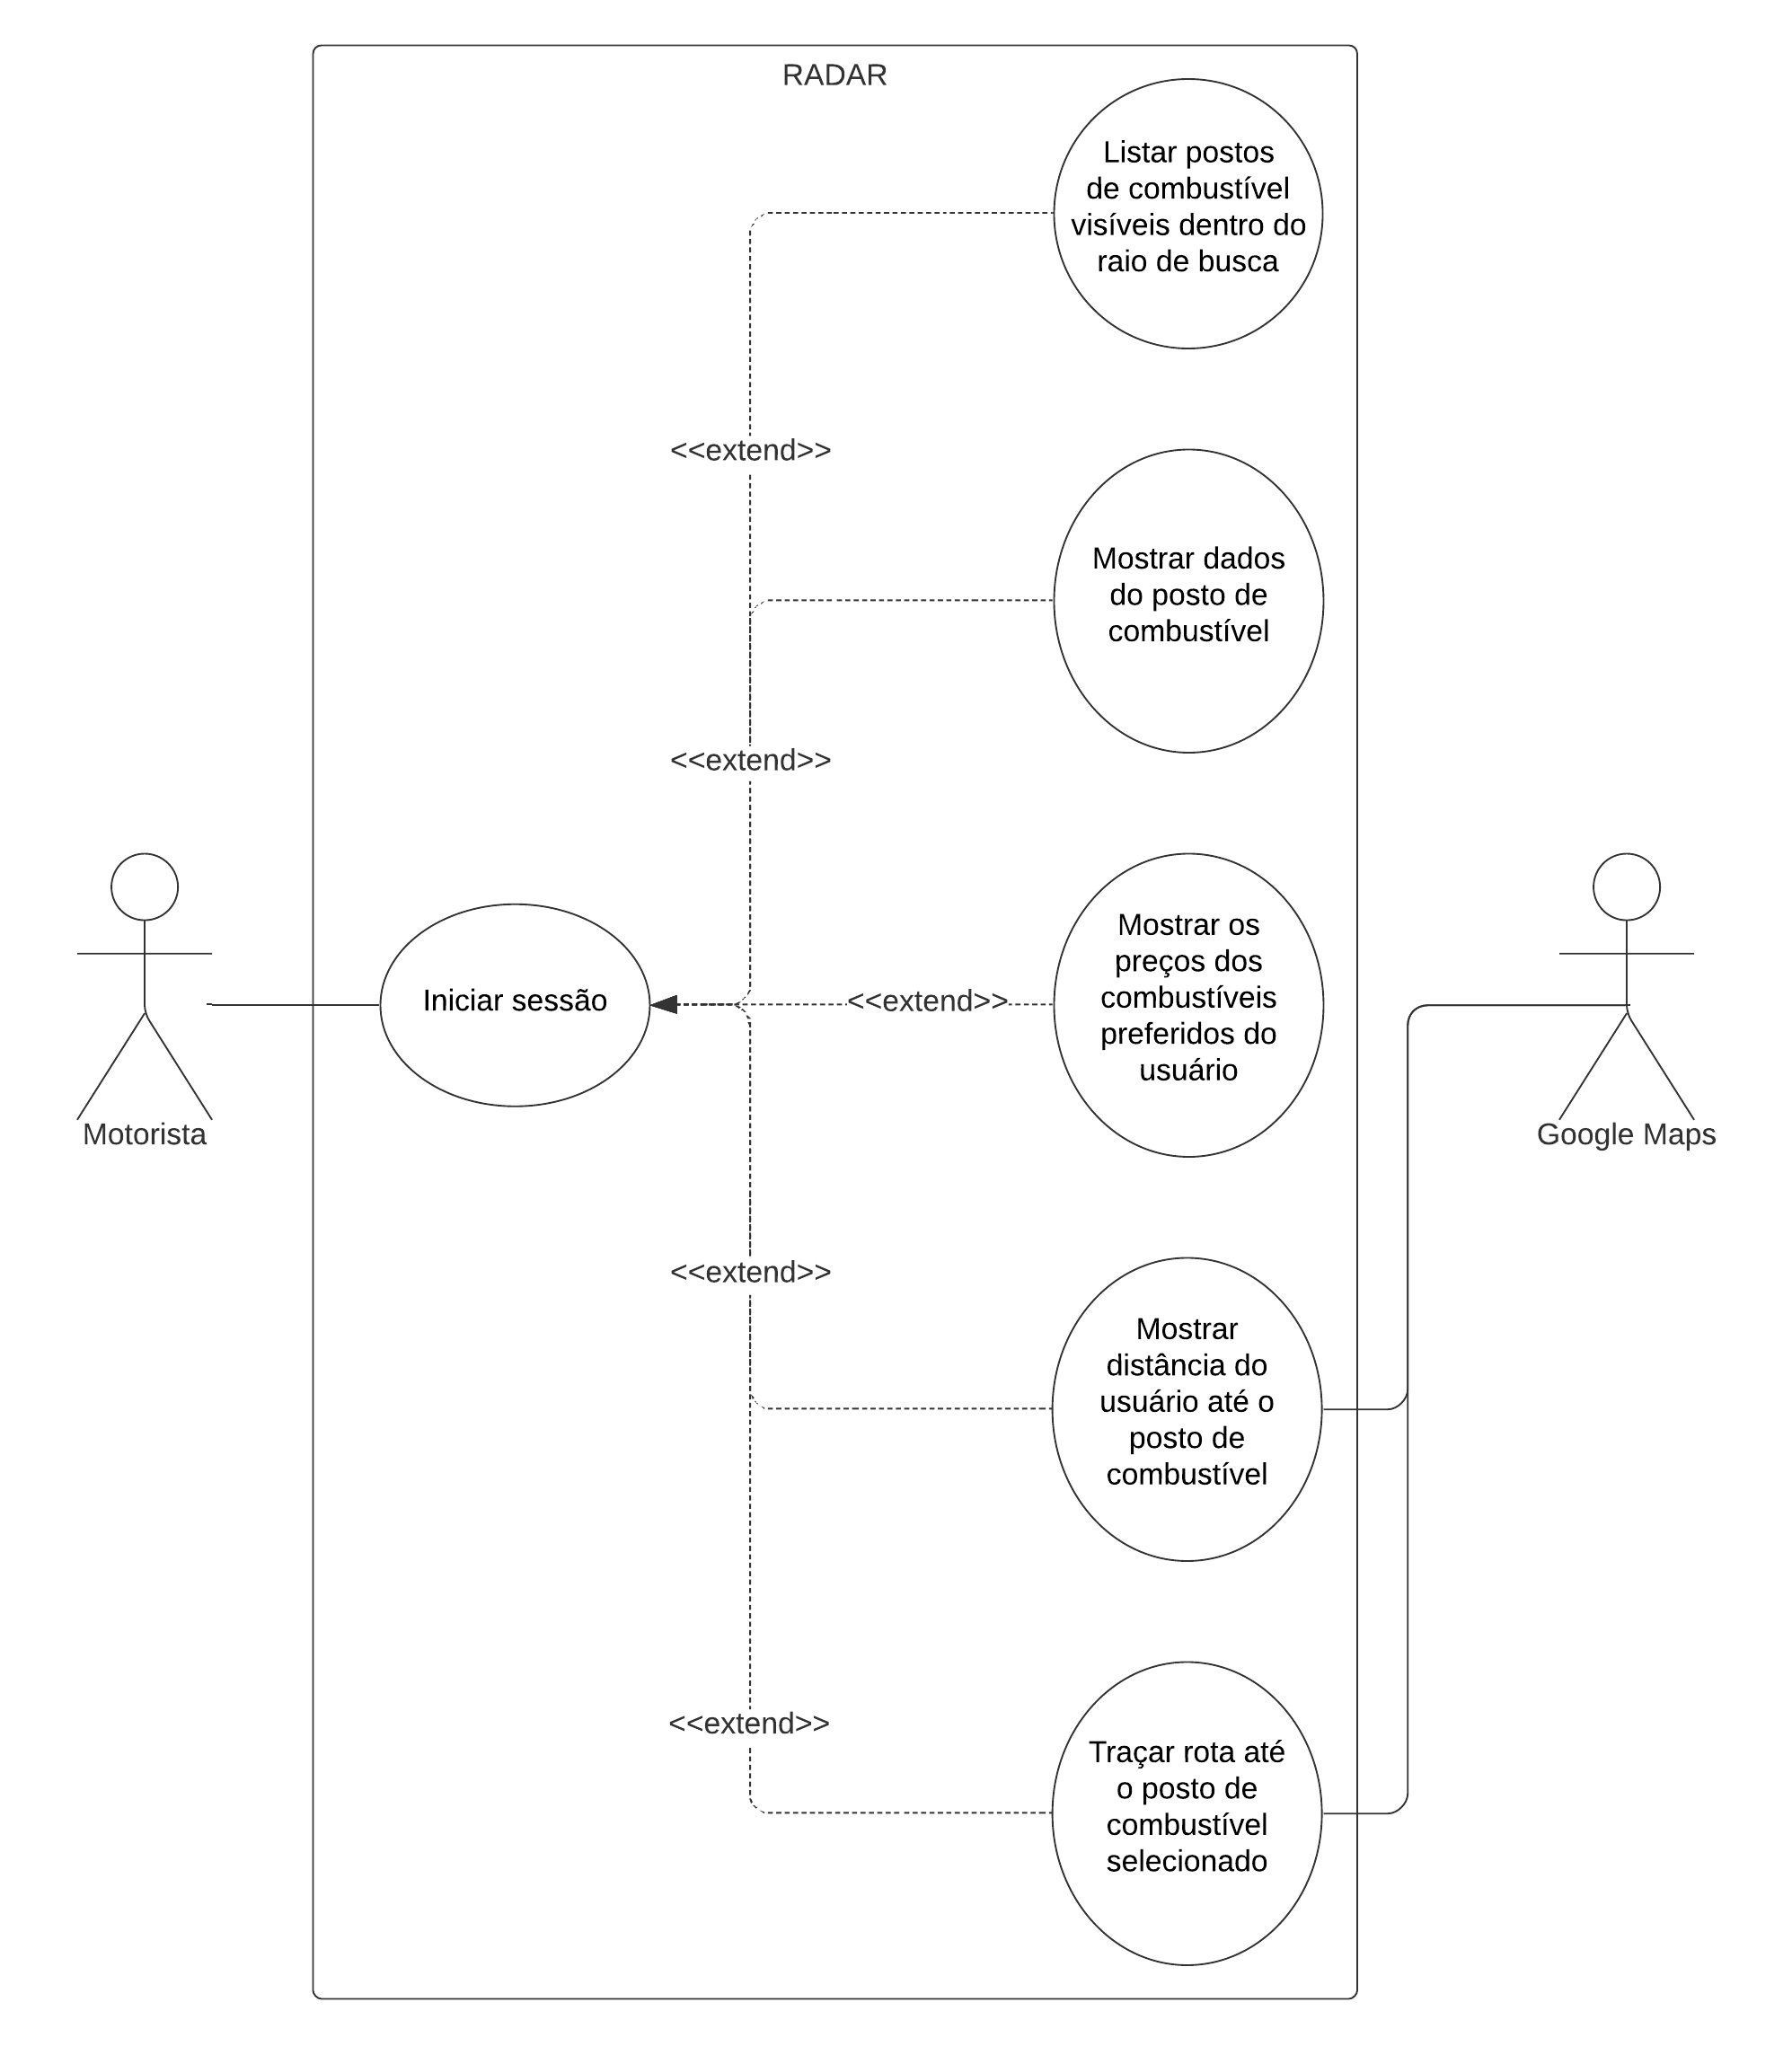 RADAR
Listar postos
de combustível
visíveis dentro do
raio de busca
<<extend>>
Mostrar dados
do posto de
combustível
<<extend>>
Mostrar os
preços dos
combustíveis
preferidos do
usuário
<<extend>>
Iniciar sessão
Motorista
Google Maps
<<extend>>
Mostrar
distância do
usuário até o
posto de
combustível
<<extend>>
Traçar rota até
o posto de
combustível
selecionado